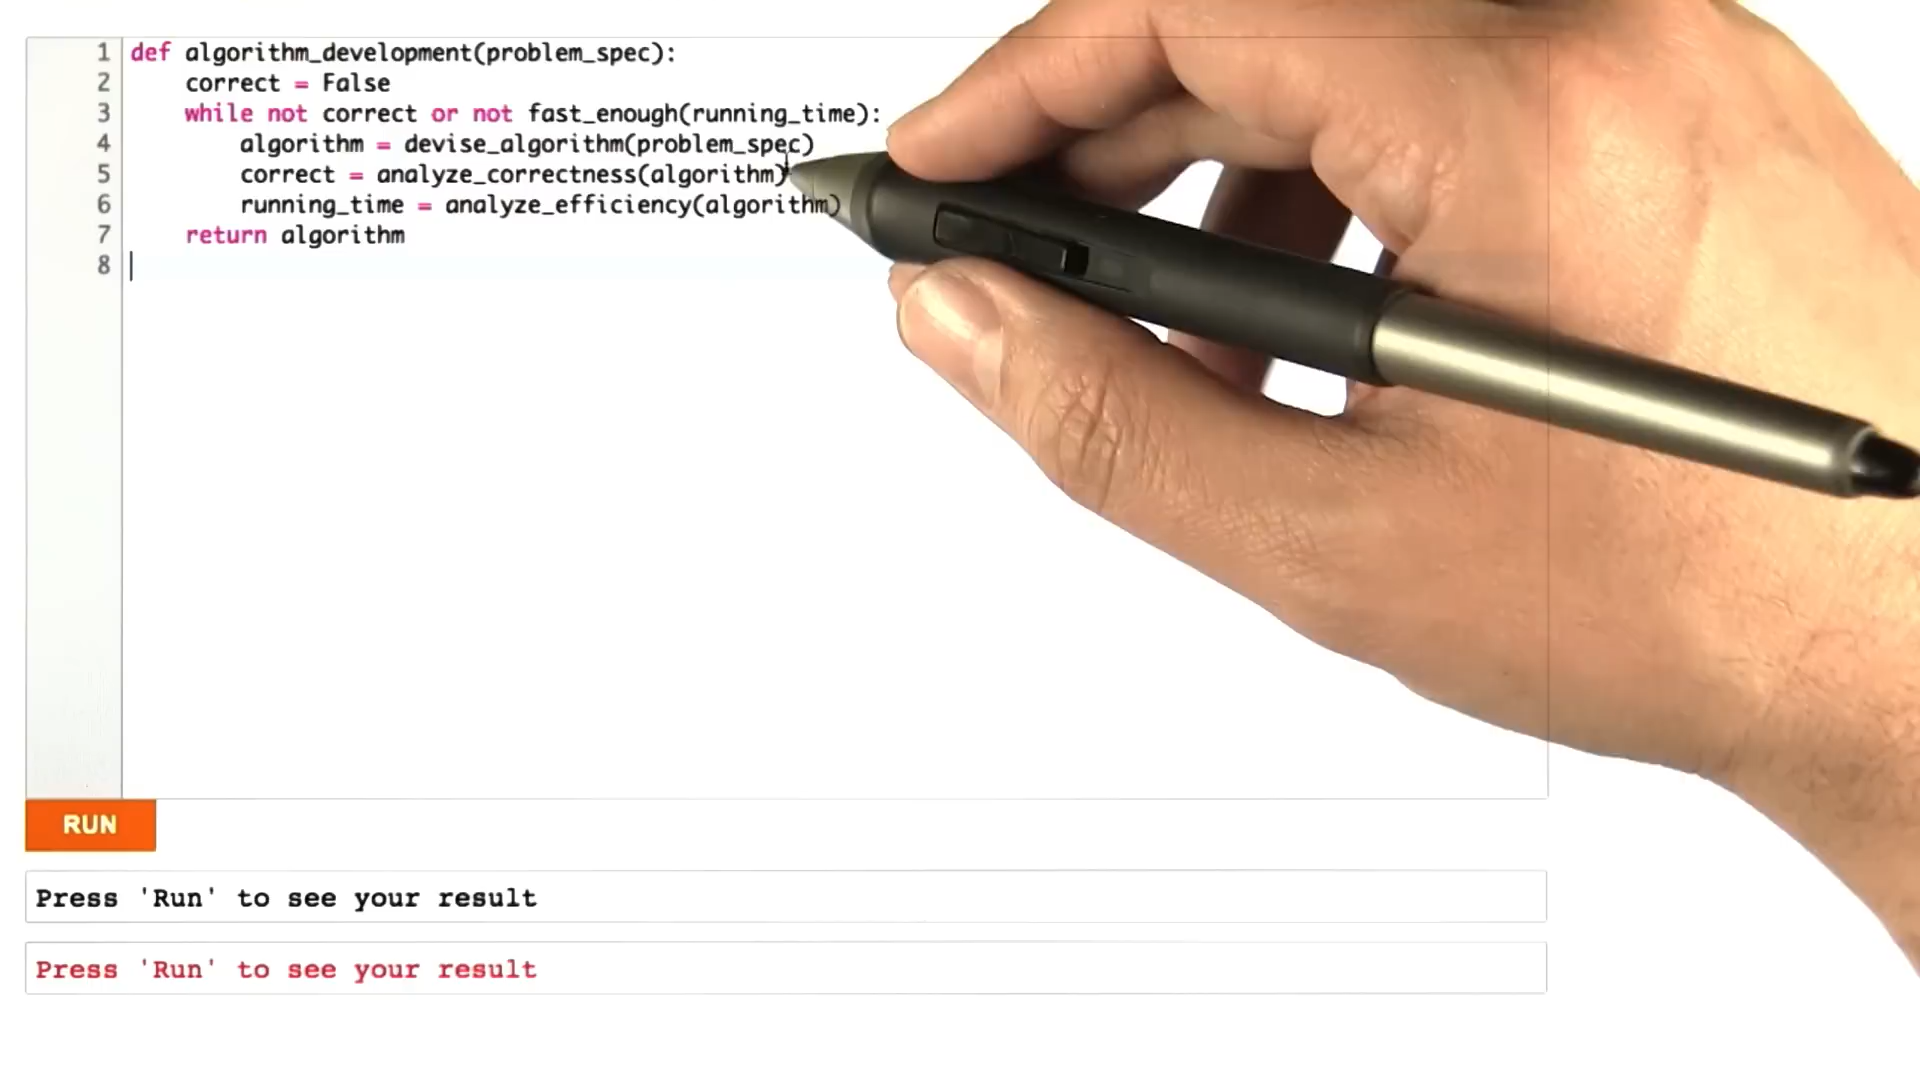 1 def algorithm_development(problem_spec):
2 correct = False
3 while not correct or not fast_enough(running_time):
4 algorithm = devise_algorithm(problem_spec)
5 correct = analyze_correctness(algorithm)
6 running_time = analyze_efficiency(algorithm)
7 return algorithm
8
RUN
Press 'Run' to see your result
Press 'Run' to see your result